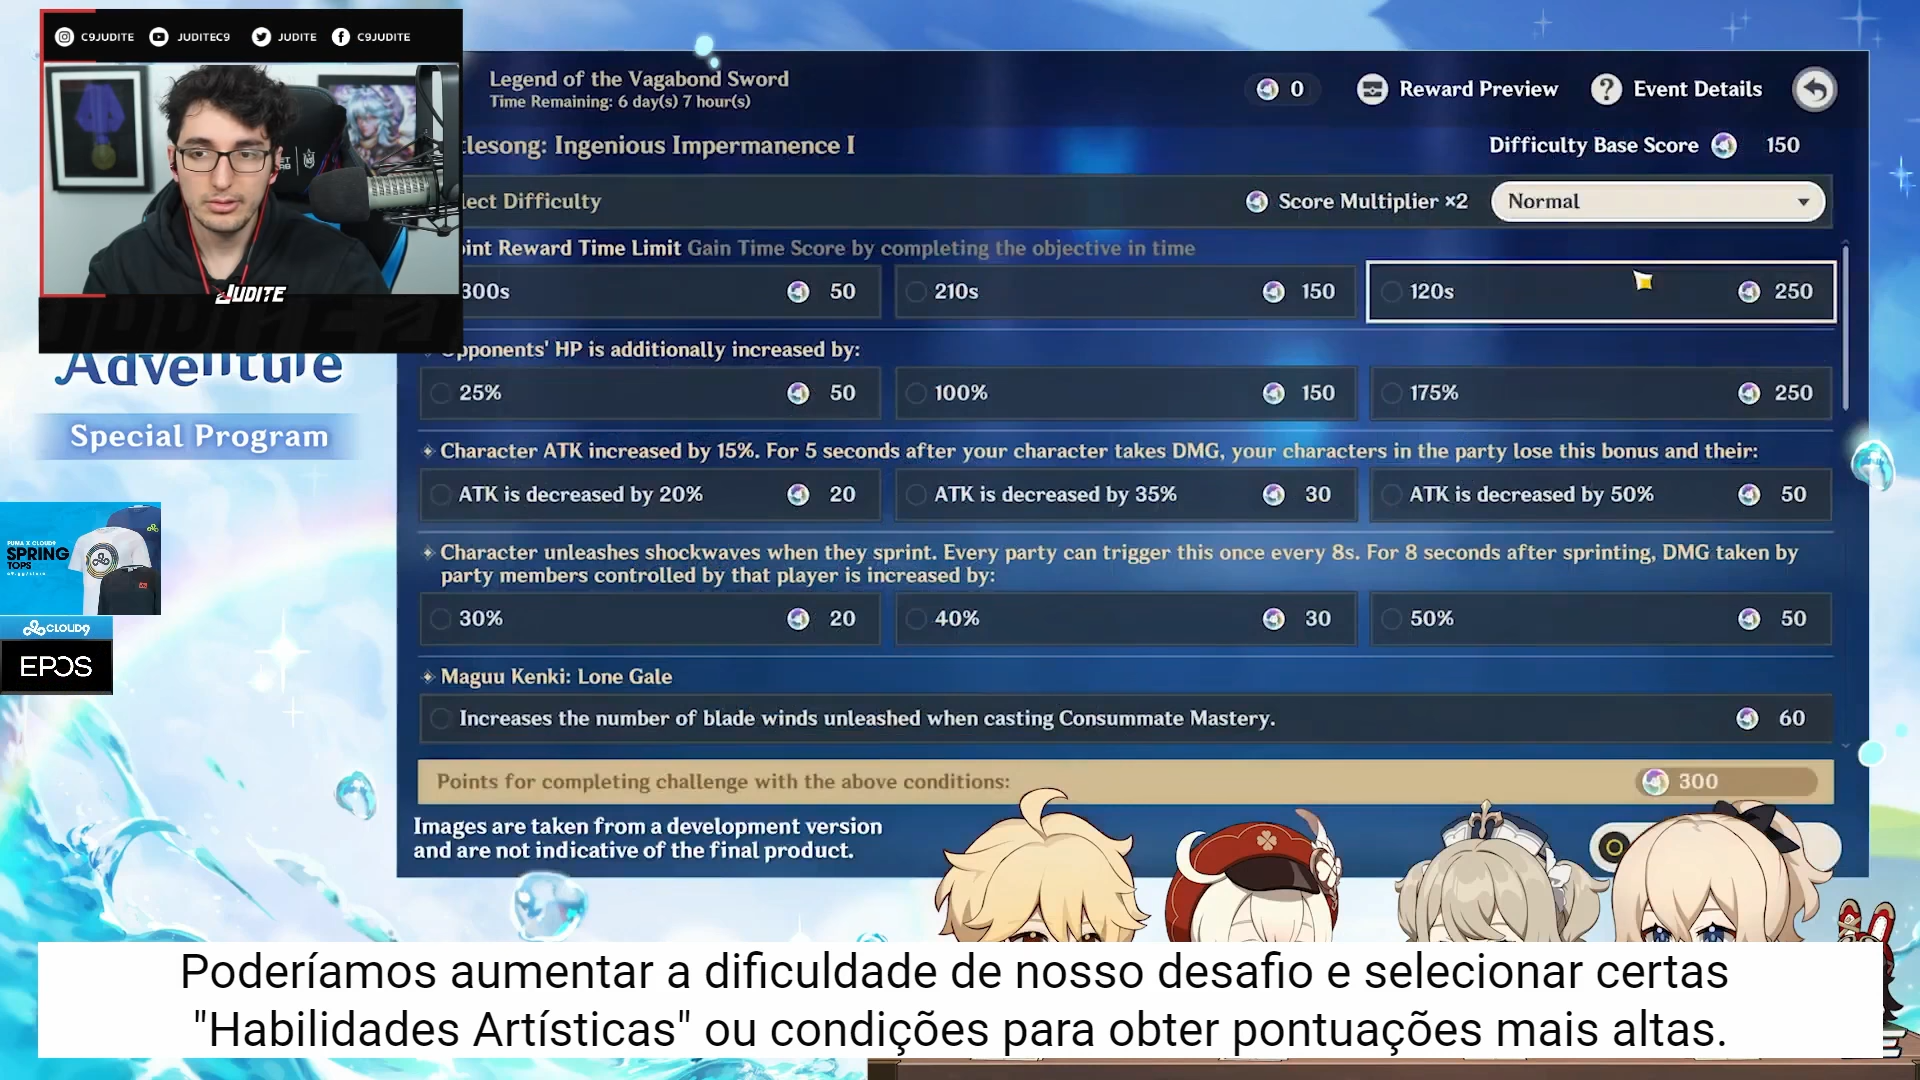 C9JUDITE JUDITEC9 JUDITE C9JUDITE
JUDITE
Legend of the Vagabond Sword
Time Remaining: 6 day(s) 7 hour(s)
0 Reward Preview ? Event Details
tlesong: Ingenious Impermanence I
Difficulty Base Score 150
lect Difficulty
Score Multiplier ×2 Normal
oint Reward Time Limit Gain Time Score by completing the objective in time
300s 50 210s 150 120s 250
Opponents' HP is additionally increased by:
25% 50 100% 150 175% 250
Character ATK increased by 15%. For 5 seconds after your character takes DMG, your characters in the party lose this bonus and their:
ATK is decreased by 20% 20 ATK is decreased by 35% 30 ATK is decreased by 50% 50
Character unleashes shockwaves when they sprint. Every party can trigger this once every 8s. For 8 seconds after sprinting, DMG taken by
party members controlled by that player is increased by:
30% 20 40% 30 50% 50
Maguu Kenki: Lone Gale
Increases the number of blade winds unleashed when casting Consummate Mastery. 60
Points for completing challenge with the above conditions: 300
Images are taken from a development version
and are not indicative of the final product.
Adventure
Special Program
PUMA X CLOUD9
SPRING
TOPS
CLOUD9
EPOS
Poderíamos aumentar a dificuldade de nosso desafio e selecionar certas
"Habilidades Artísticas" ou condições para obter pontuações mais altas.